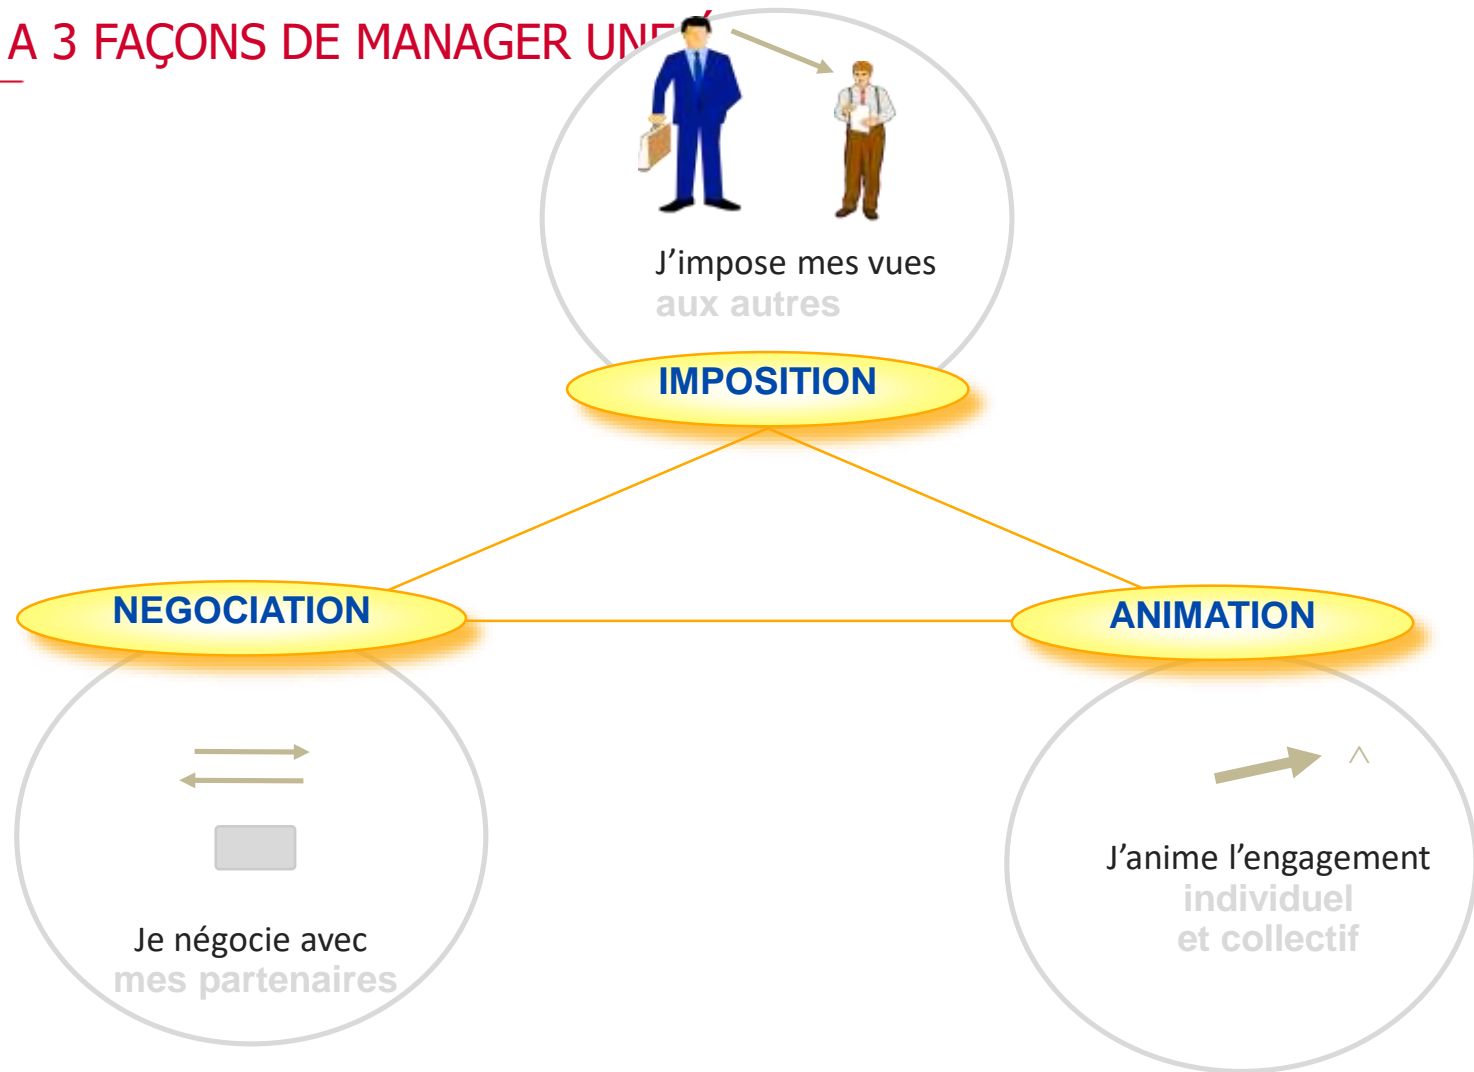 A 3 FAÇONS DE MANAGER UNE
J’impose mes vues
aux autres
IMPOSITION
NEGOCIATION
ANIMATION
J’anime l’engagement
individuel
et collectif
Je négocie avec
mes partenaires